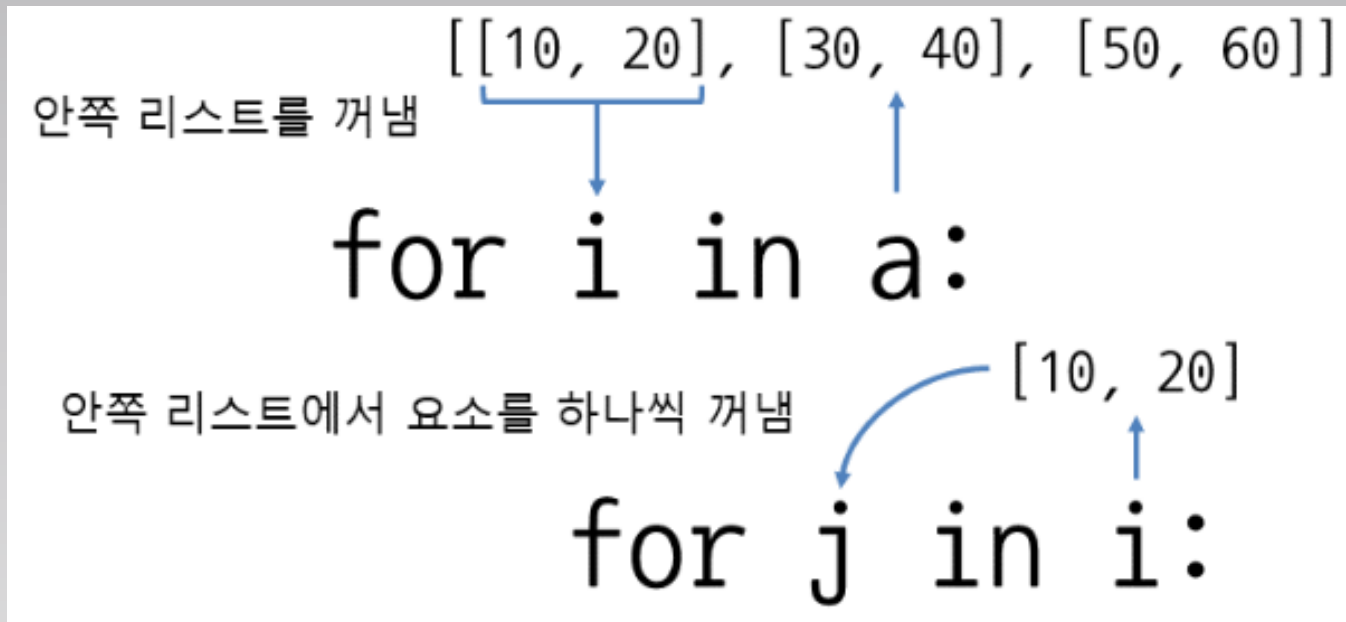 [[10, 20], [30, 40], [50, 60]]
안쪽 리스트를 꺼냄
for i in a:
[10, 20]
안쪽 리스트에서 요소를 하나씩 꺼냄
for j in i: